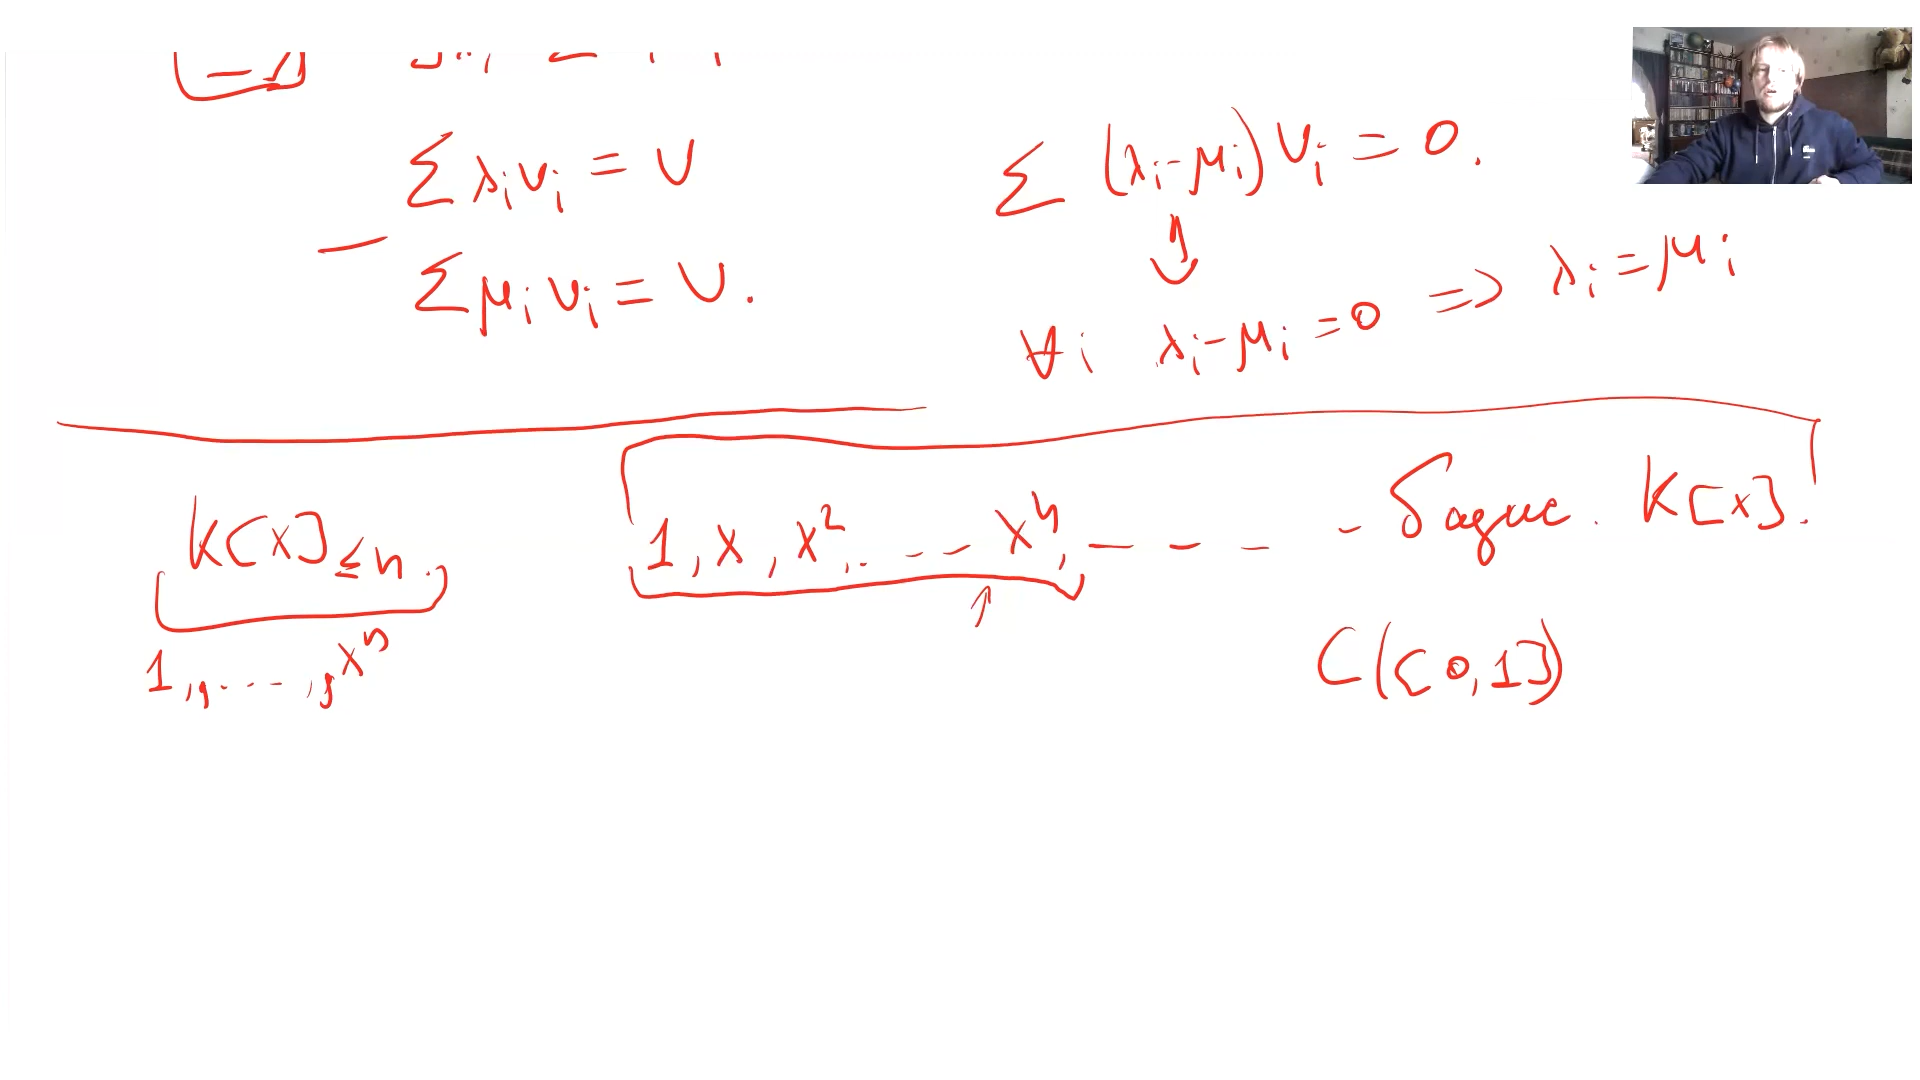 ∑ λᵢvᵢ = v
∑ (λᵢ-μᵢ) vᵢ = 0.
— ∑ μᵢvᵢ = v.
∀i λᵢ-μᵢ = 0 => λᵢ = μᵢ
K[x]≤n.
1, x, x², ... xⁿ, - - - - базис. K[x].
1, ..., xⁿ
C([0,1])